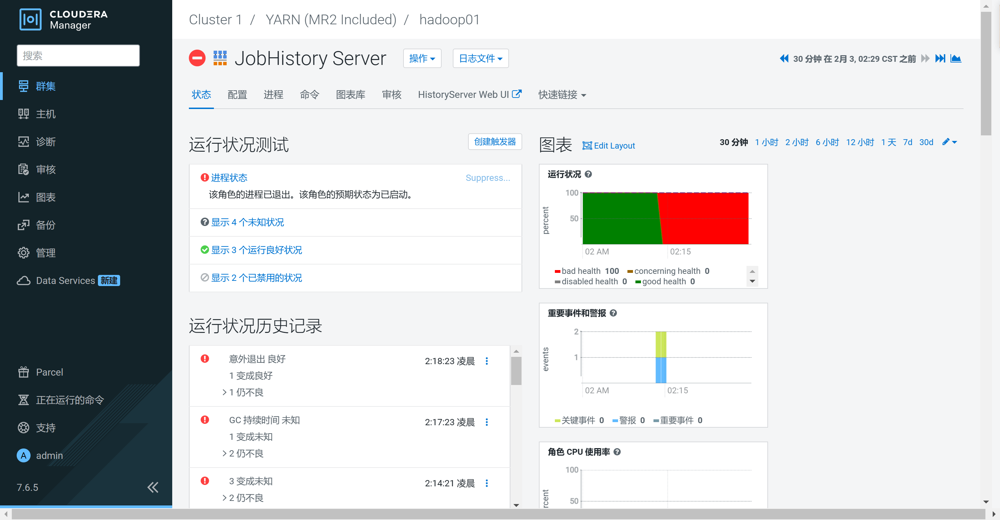 CLOUDERA
Manager
搜索
群集
主机
诊断
审核
图表
备份
管理
Data Services 新建
Parcel
正在运行的命令
支持
A admin
7.6.5
Cluster 1 / YARN (MR2 Included) / hadoop01
JobHistory Server 操作 日志文件
30 分钟 在 2月 3, 02:29 CST 之前
状态 配置 进程 命令 图表库 审核 HistoryServer Web UI 快速链接
运行状况测试 创建触发器
进程状态 Suppress...
该角色的进程已退出。该角色的预期状态为已启动。
显示 4 个未知状况
显示 3 个运行良好状况
显示 2 个已禁用的状况
运行状况历史记录
意外退出 良好 2:18:23 凌晨
1 变成良好
1 仍不良
GC 持续时间 未知 2:17:23 凌晨
1 变成未知
2 仍不良
3 变成未知 2:14:21 凌晨
2 仍不良
图表 Edit Layout
30 分钟 1 小时 2 小时 6 小时 12 小时 1 天 7d 30d
运行状况
100
50
percent
02 AM 02:15
bad health 100 concerning health 0
disabled health 0 good health 0
重要事件和警报
2
1
events
02 AM 02:15
关键事件 0 警报 0 重要事件 0
角色 CPU 使用率
100
50
rcent